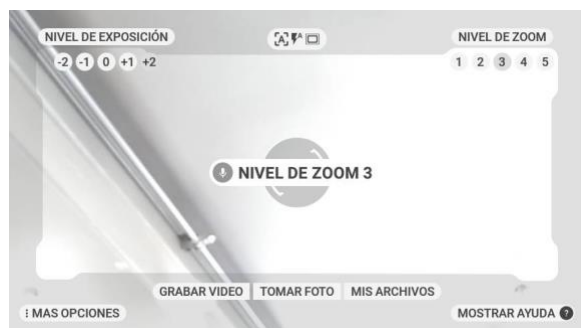 NIVEL DE EXPOSICIÓN
-2 -1 0 +1 +2
[A] A
NIVEL DE ZOOM
1 2 3 4 5
NIVEL DE ZOOM 3
GRABAR VIDEO TOMAR FOTO MIS ARCHIVOS
MAS OPCIONES
MOSTRAR AYUDA ?